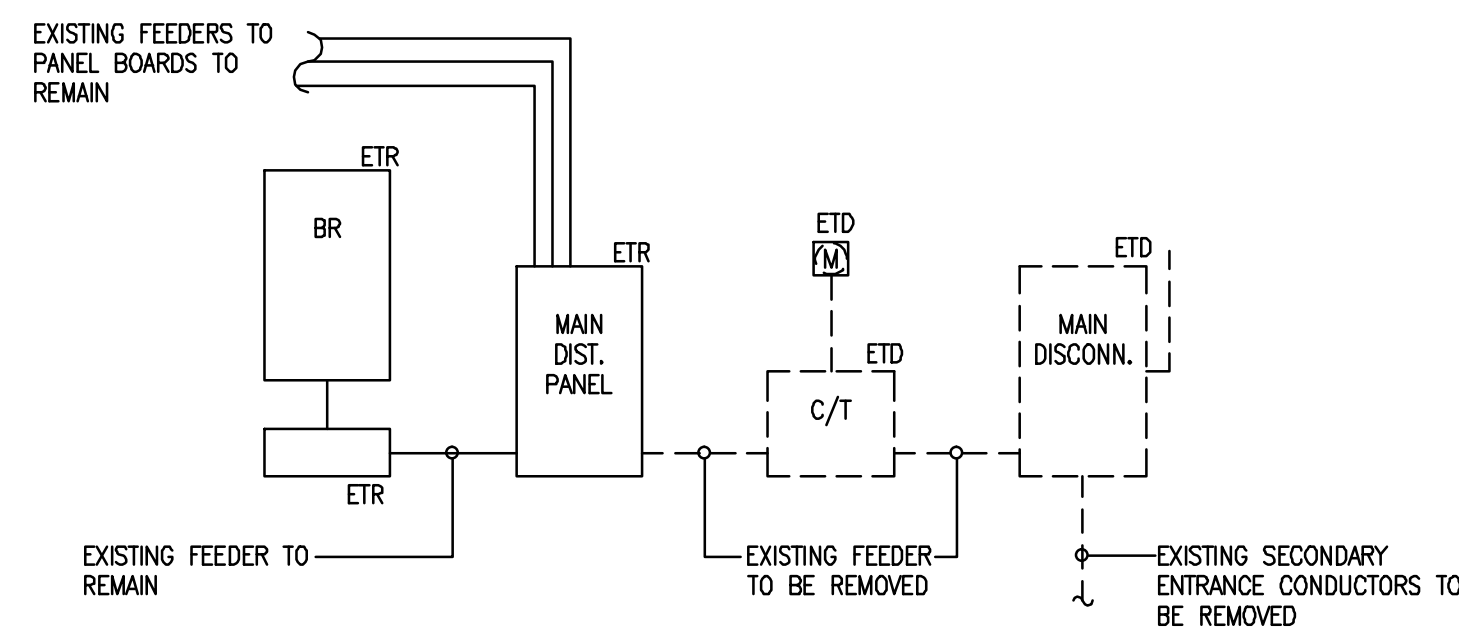 EXISTING FEEDERS TO
PANEL BOARDS TO
REMAIN
ETR
BR
ETR
ETD
M
ETD
MAIN
DIST.
PANEL
MAIN
DISCONN.
ETD
C/T
ETR
EXISTING FEEDER TO
REMAIN
EXISTING FEEDER
TO BE REMOVED
EXISTING SECONDARY
ENTRANCE CONDUCTORS TO
BE REMOVED